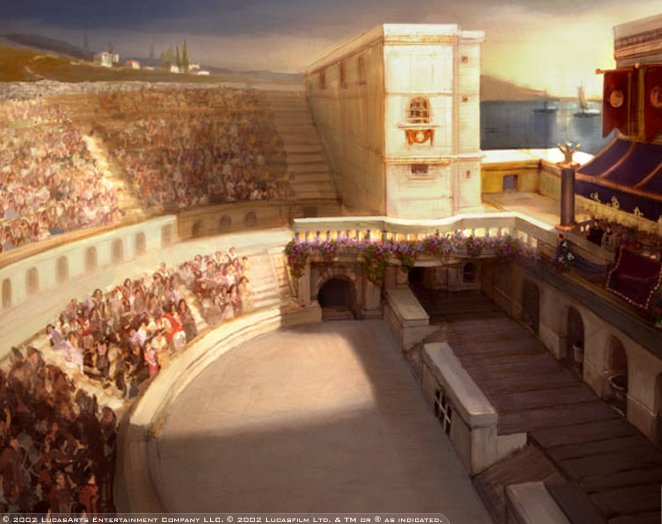 © 2002 LucasArts Entertainment Company LLC. © 2002 Lucasfilm Ltd. & TM or ® as indicated.